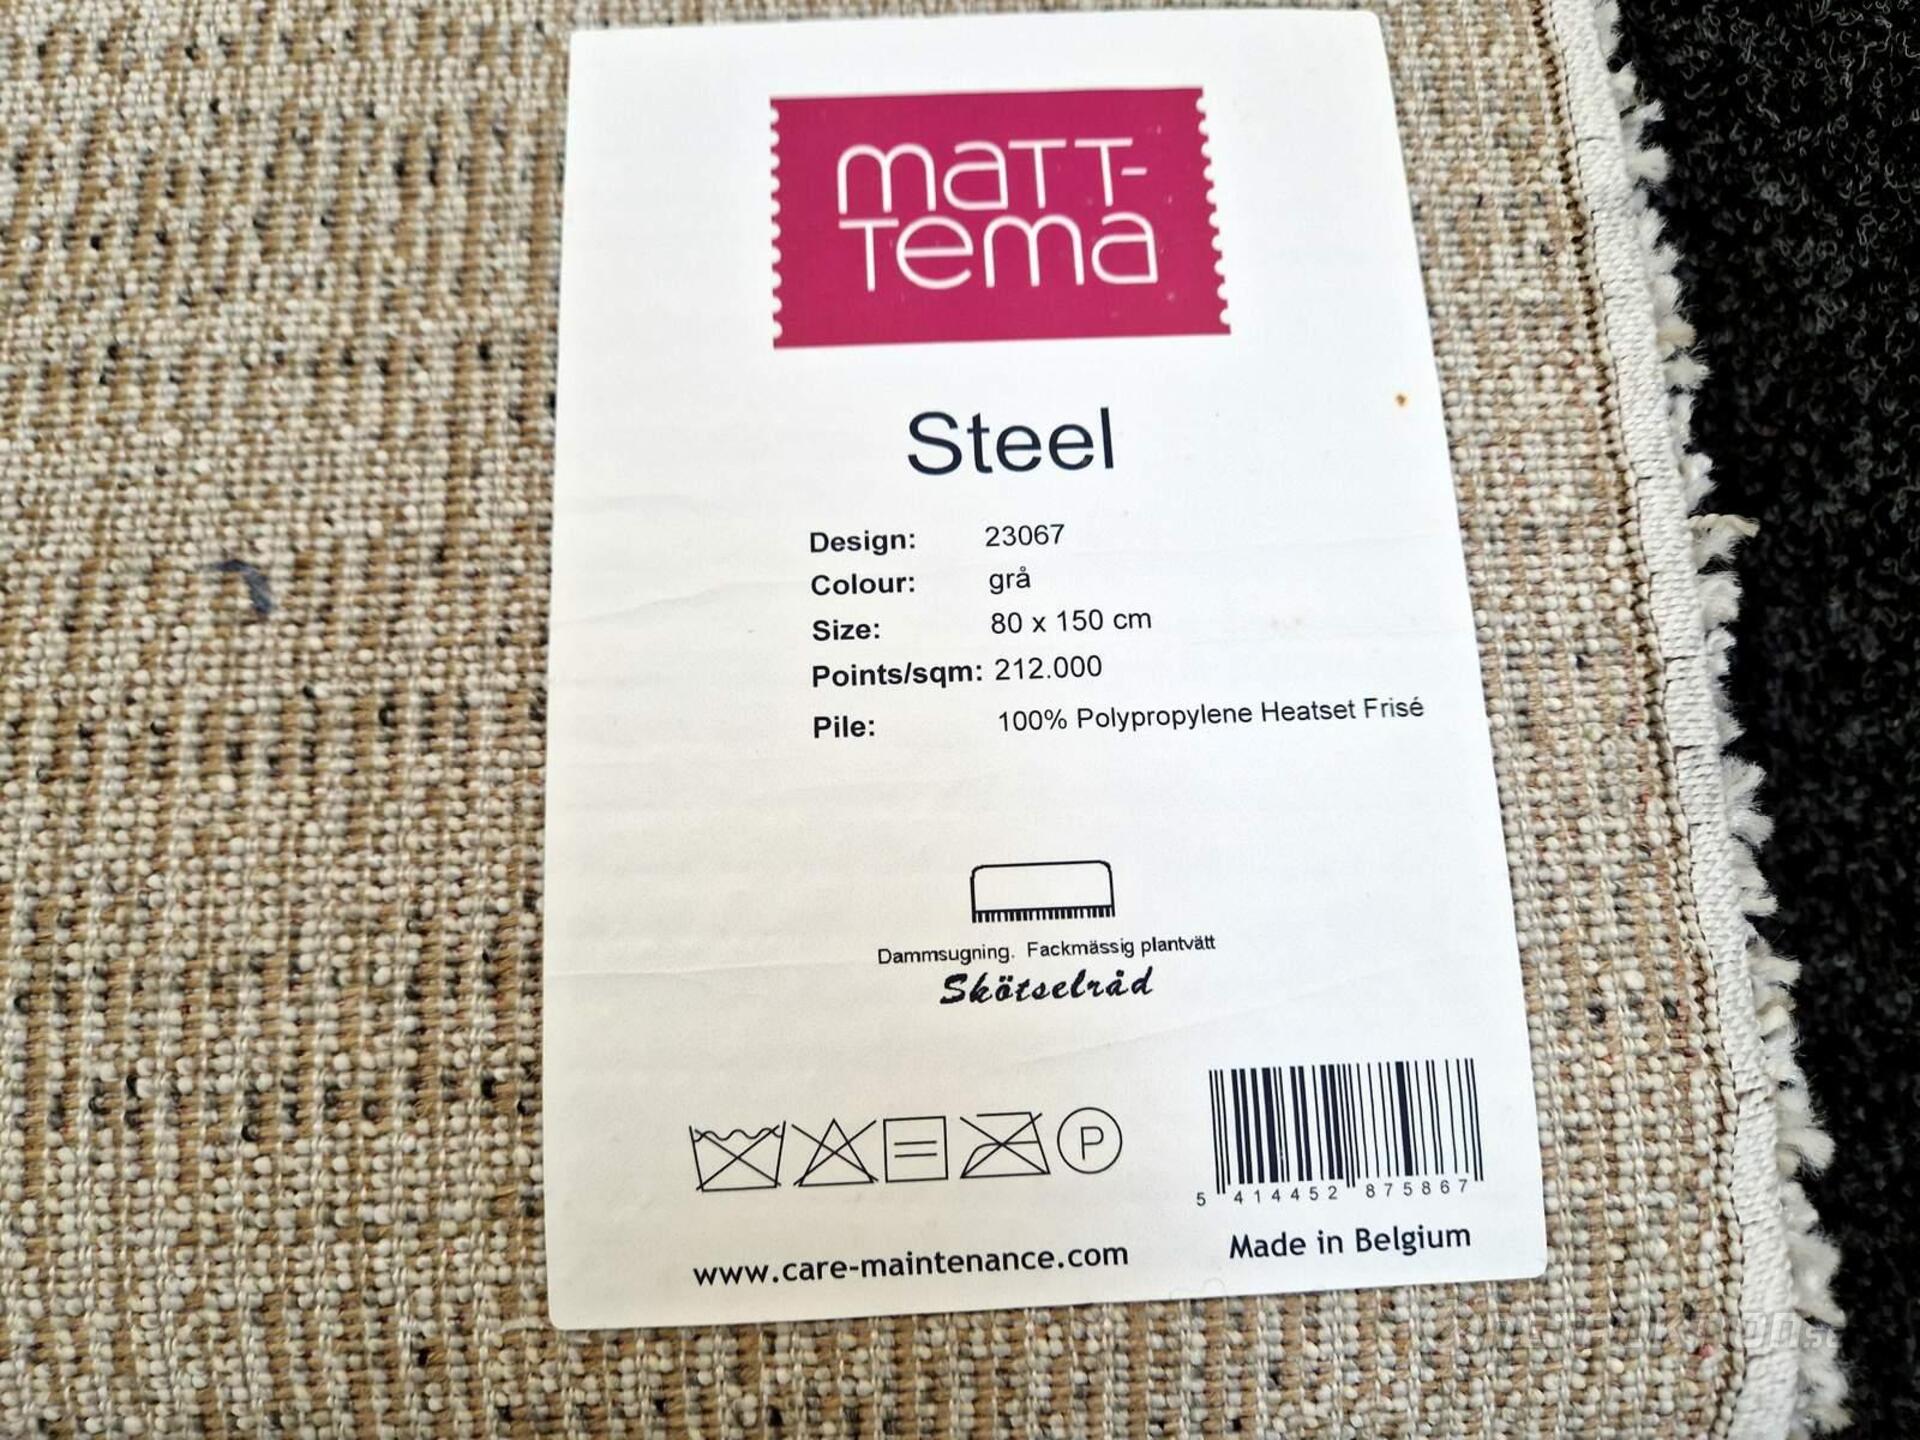 maTT-
Tema
Steel
Design: 23067
Colour: grå
Size: 80 x 150 cm
Points/sqm: 212.000
Pile: 100% Polypropylene Heatset Frisé
Dammsugning. Fackmässig plantvätt
Skötselråd
P
5 414452 875867
www.care-maintenance.com
Made in Belgium